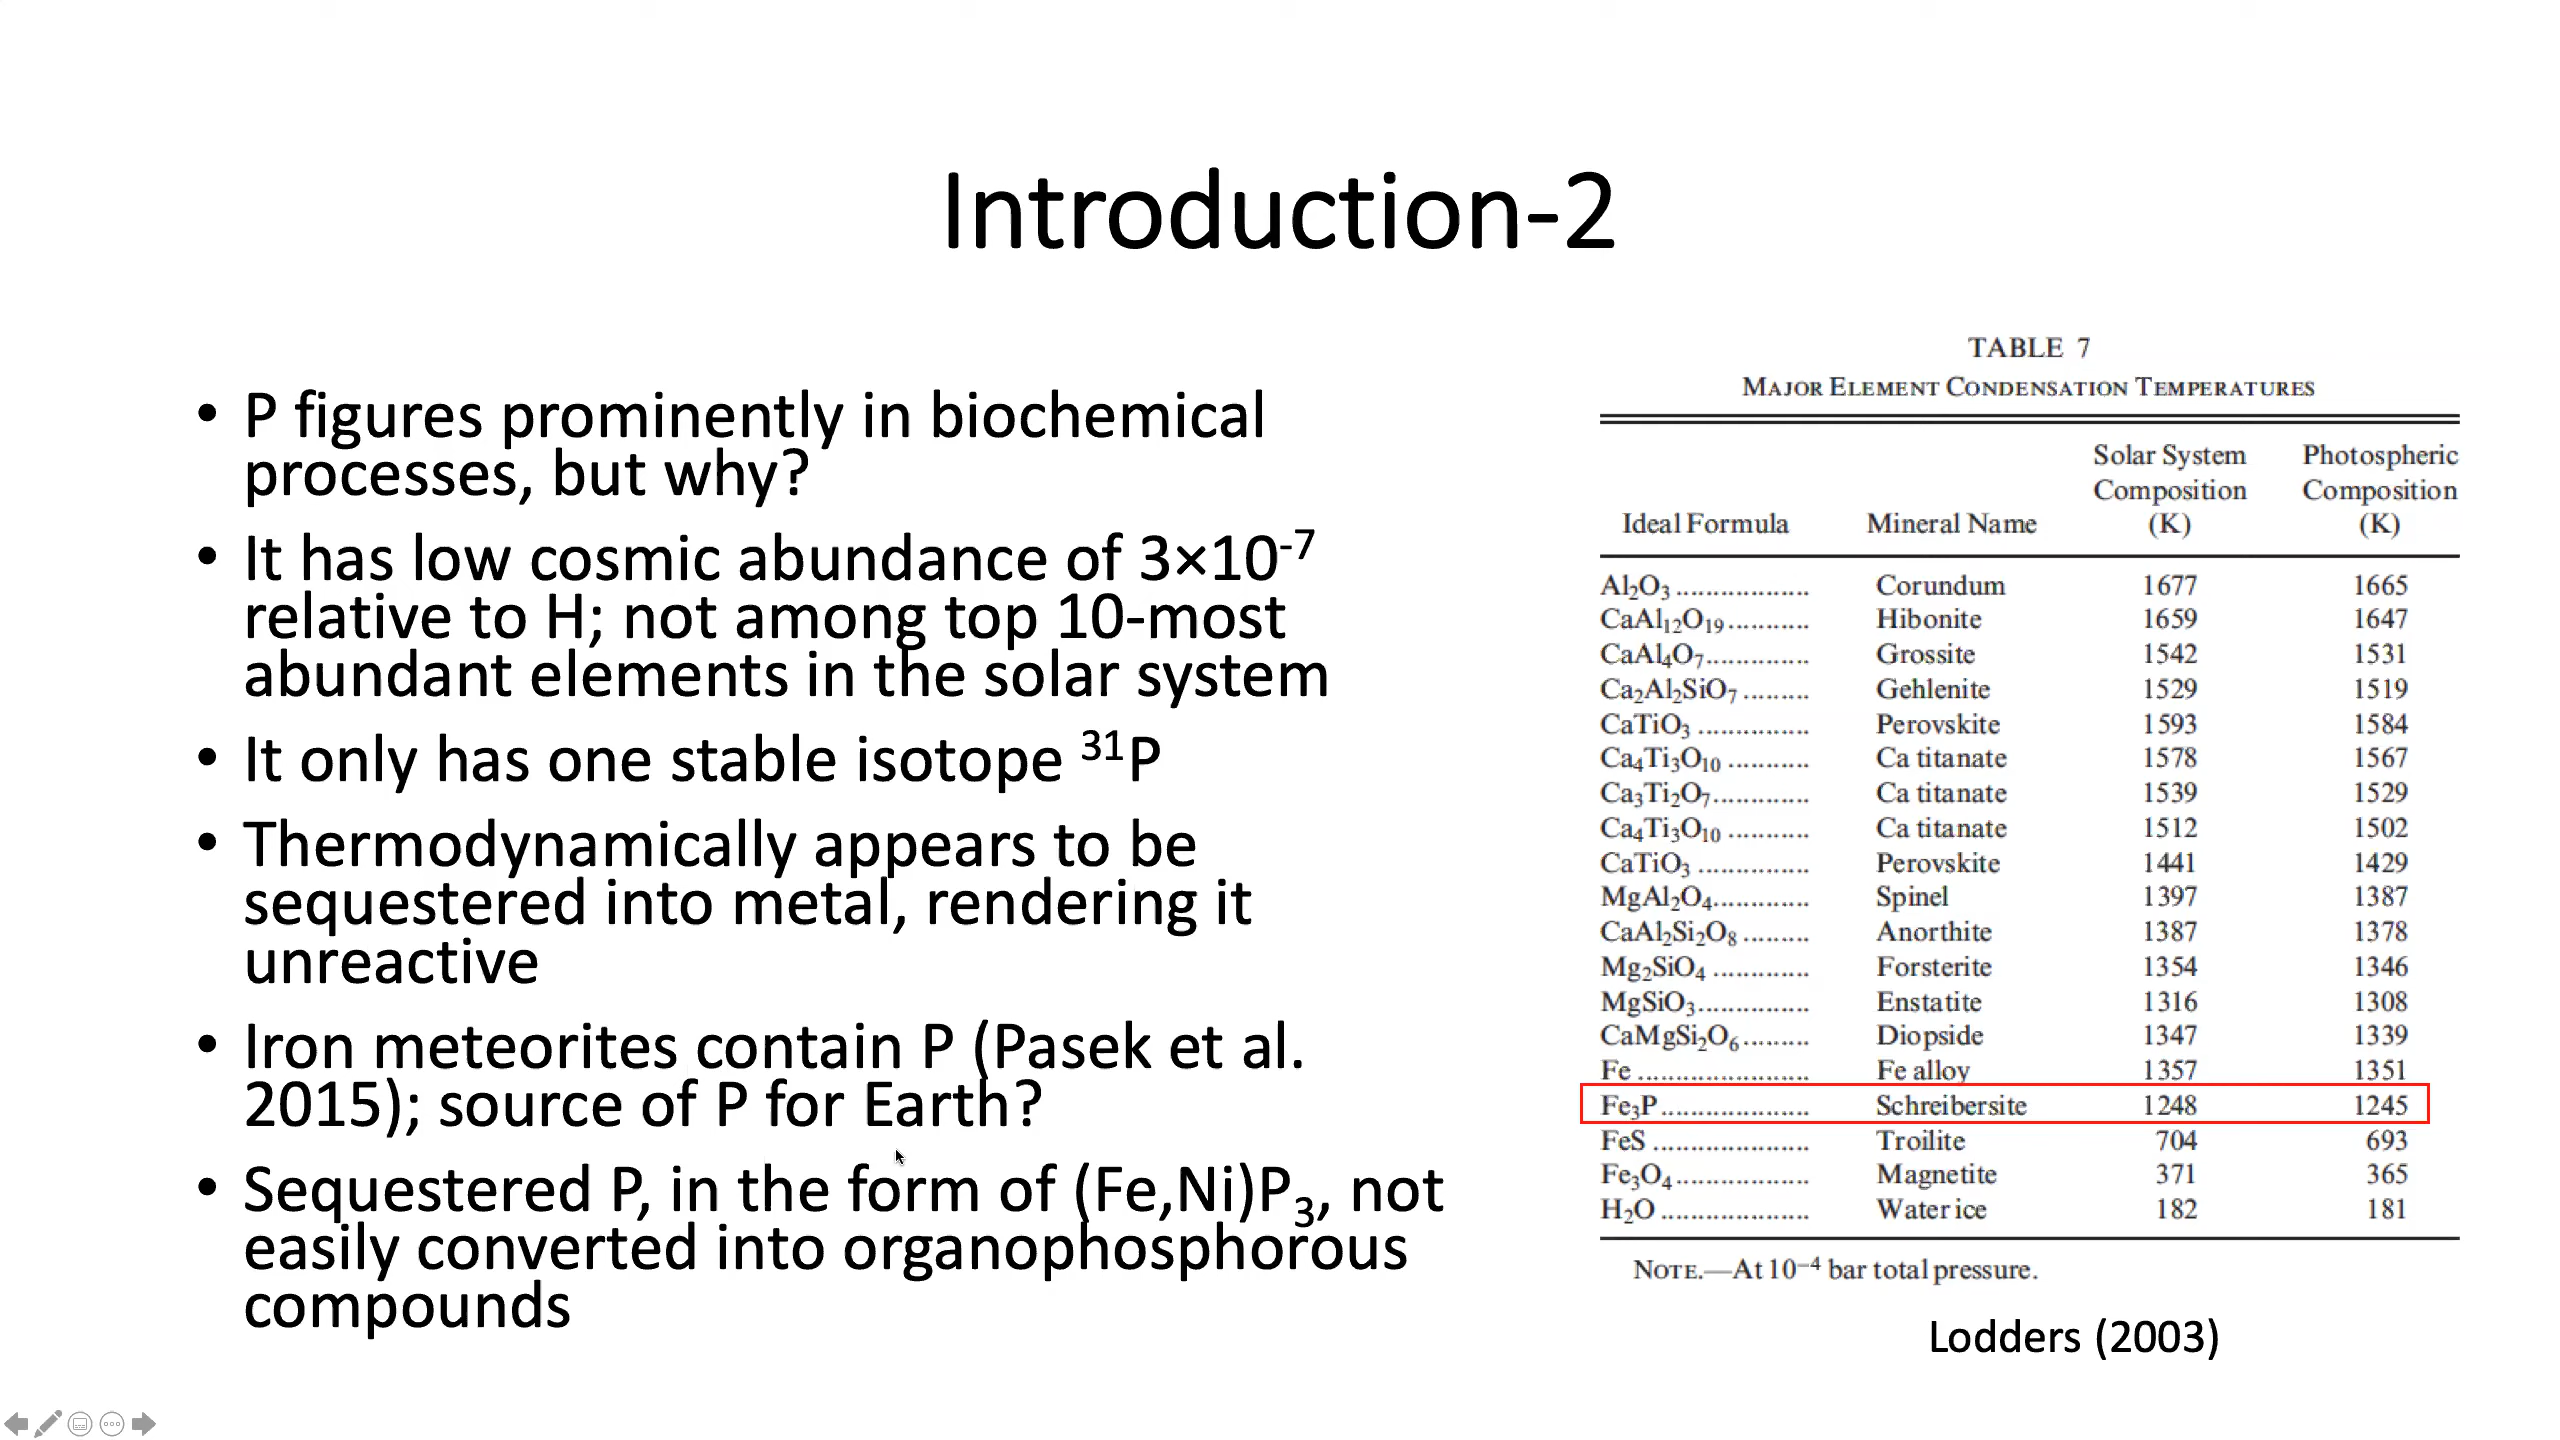 Introduction-2
• P figures prominently in biochemical
processes, but why?
• It has low cosmic abundance of 3×10⁻⁷
relative to H; not among top 10-most
abundant elements in the solar system
• It only has one stable isotope ³¹P
• Thermodynamically appears to be
sequestered into metal, rendering it
unreactive
• Iron meteorites contain P (Pasek et al.
2015); source of P for Earth?
• Sequestered P, in the form of (Fe,Ni)P₃, not
easily converted into organophosphorous
compounds
TABLE 7
Major Element Condensation Temperatures
Solar System Photospheric
Composition Composition
Ideal Formula Mineral Name (K) (K)
Al₂O₃.................. Corundum 1677 1665
CaAl₁₂O₁₉........... Hibonite 1659 1647
CaAl₄O₇.............. Grossite 1542 1531
Ca₂Al₂SiO₇......... Gehlenite 1529 1519
CaTiO₃............... Perovskite 1593 1584
Ca₄Ti₃O₁₀........... Ca titanate 1578 1567
Ca₃Ti₂O₇............. Ca titanate 1539 1529
Ca₄Ti₃O₁₀........... Ca titanate 1512 1502
CaTiO₃............... Perovskite 1441 1429
MgAl₂O₄............. Spinel 1397 1387
CaAl₂Si₂O₈......... Anorthite 1387 1378
Mg₂SiO₄............. Forsterite 1354 1346
MgSiO₃............... Enstatite 1316 1308
CaMgSi₂O₆......... Diopside 1347 1339
Fe....................... Fe alloy 1357 1351
Fe₃P.................... Schreibersite 1248 1245
FeS..................... Troilite 704 693
Fe₃O₄.................. Magnetite 371 365
H₂O.................... Water ice 182 181
Note.—At 10⁻⁴ bar total pressure.
Lodders (2003)